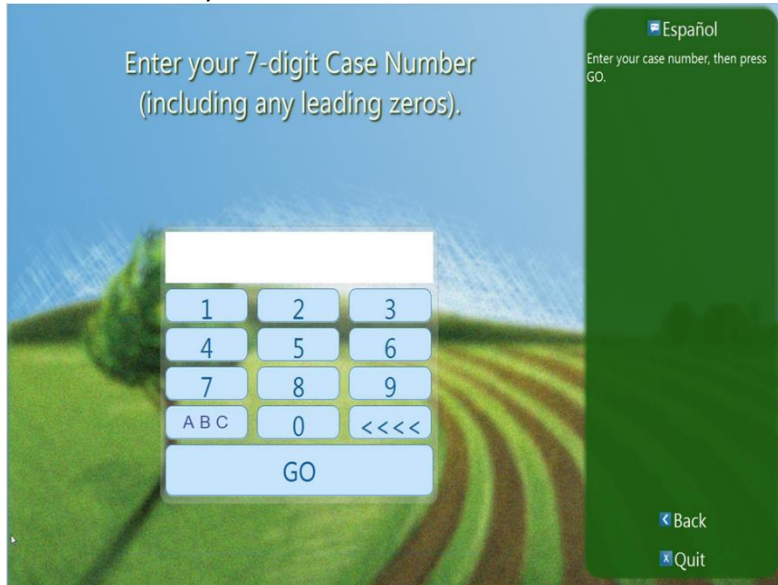 Enter your 7-digit Case Number
(including any leading zeros).
1 2 3
4 5 6
7 8 9
A B C 0 <<<<
GO
Español
Enter your case number, then press
GO.
Back
X Quit